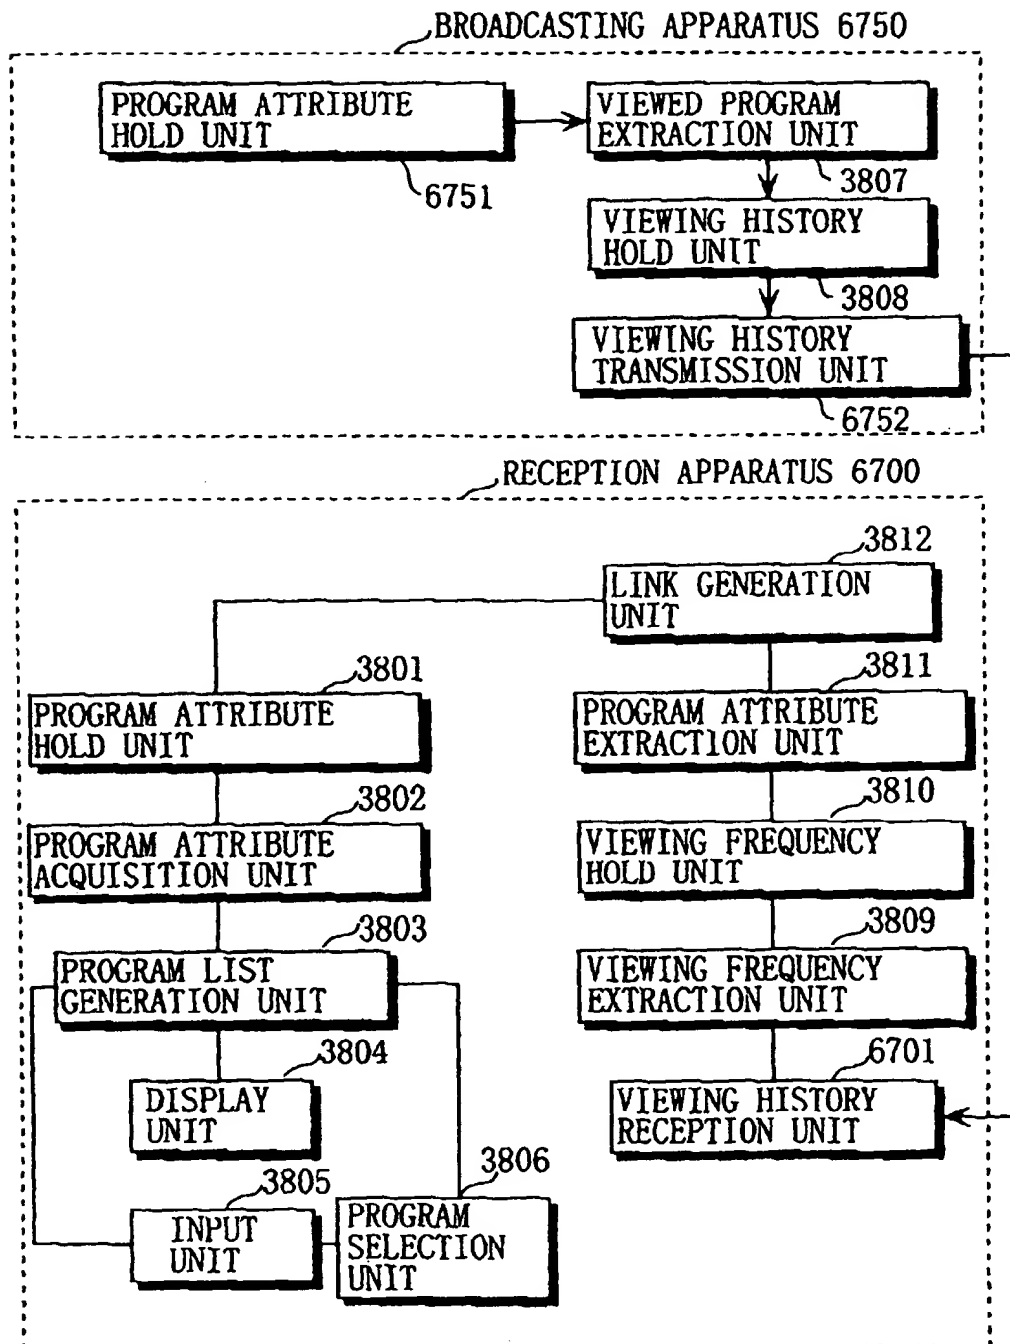 BROADCASTING APPARATUS 6750
PROGRAM ATTRIBUTE
HOLD UNIT
6751
VIEWED PROGRAM
EXTRACTION UNIT
3807
VIEWING HISTORY
HOLD UNIT
3808
VIEWING HISTORY
TRANSMISSION UNIT
6752
RECEPTION APPARATUS 6700
3812
LINK GENERATION
UNIT
3801
PROGRAM ATTRIBUTE
HOLD UNIT
3811
PROGRAM ATTRIBUTE
EXTRACTION UNIT
3802
PROGRAM ATTRIBUTE
ACQUISITION UNIT
3810
VIEWING FREQUENCY
HOLD UNIT
3803
PROGRAM LIST
GENERATION UNIT
3809
VIEWING FREQUENCY
EXTRACTION UNIT
3804
DISPLAY
UNIT
6701
VIEWING HISTORY
RECEPTION UNIT
3805
INPUT
UNIT
3806
PROGRAM
SELECTION
UNIT